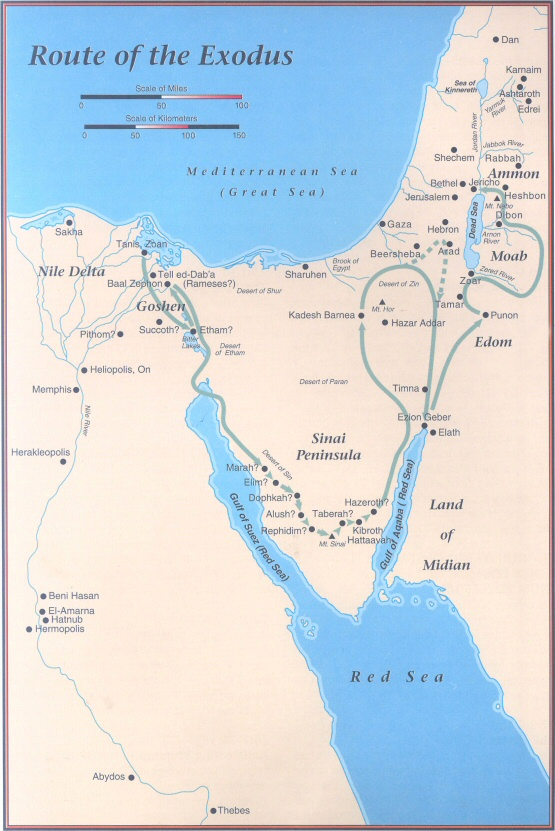 Route of the Exodus
Scale of Miles
0 50 100
Scale of Kilometers
0 50 100 150
Mediterranean Sea
(Great Sea)
Dan
Karnaim
Sea of
Kinnereth
Ashtaroth
Yarmuk
River
Edrei
Jordan River
Jabbok River
Shechem
Rabbah
Ammon
Bethel
Jericho
Heshbon
Jerusalem
Mt. Nebo
Dibon
Dead Sea
Gaza
Hebron
Arnon
River
Beersheba
Arad
Moab
Zered River
Zoar
Sakha
Tanis, Zoan
Nile Delta
Tell ed-Dab'a
(Rameses?)
Baal Zephon
Sharuhen
Brook of
Egypt
Desert of Shur
Desert of Zin
Goshen
Tamar
Mt. Hor
Kadesh Barnea
Hazar Addar
Punon
Edom
Succoth?
Etham?
Pithom?
Bitter
Lakes
Desert
of Etham
Heliopolis, On
Memphis
Nile River
Desert of Paran
Timna
Ezion Geber
Elath
Sinai
Peninsula
Herakleopolis
Desert of Sin
Marah?
Elim?
Dophkah?
Alush?
Rephidim?
Taberah?
Hazeroth?
Kibroth
Hattaavah
Mt. Sinai
Gulf of Suez (Red Sea)
Gulf of Aqaba (Red Sea)
Land
of
Midian
Beni Hasan
El-Amarna
Hatnub
Hermopolis
Red Sea
Abydos
Thebes